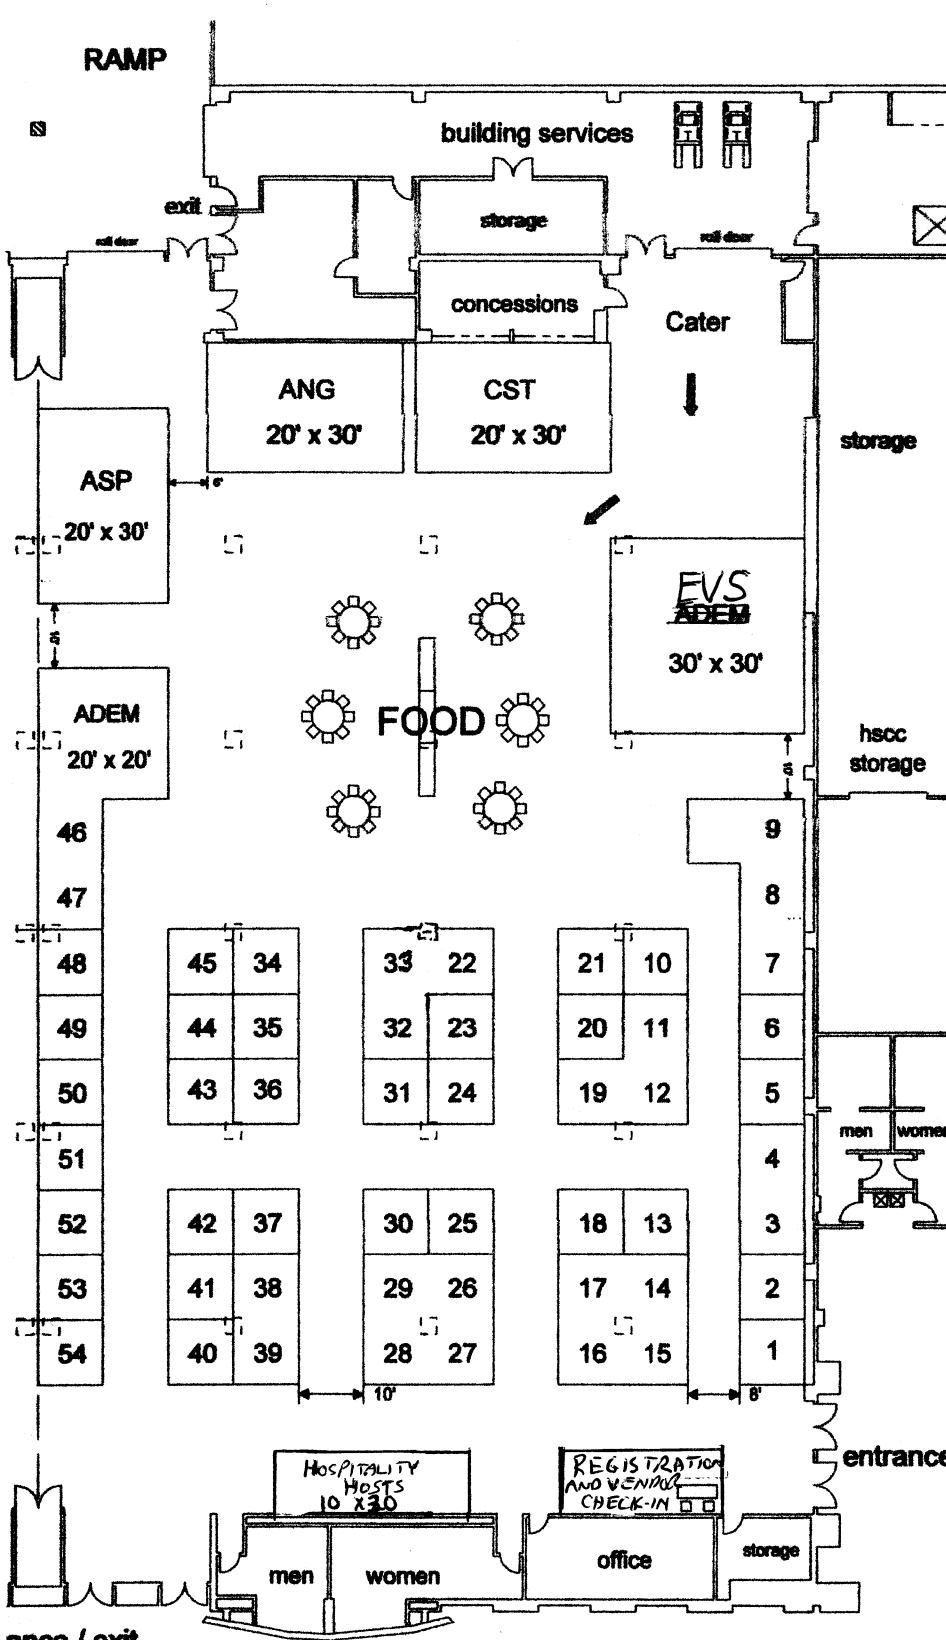 RAMP
building services
exit
storage
roll door
roll door
concessions
Cater
ANG
20' x 30'
CST
20' x 30'
storage
ASP
20' x 30'
6'
EVS
ADEM
30' x 30'
10'
ADEM
20' x 20'
FOOD
hscc
storage
10'
46
9
47
8
48
45
34
33
22
21
10
7
49
44
35
32
23
20
11
6
50
43
36
31
24
19
12
5
51
4
men
women
52
42
37
30
25
18
13
3
53
41
38
29
26
17
14
2
54
40
39
28
27
16
15
1
10'
8'
entrance
HOSPITALITY
HOSTS
10 X30
REGISTRATION
AND VENDOR
CHECK-IN
men
women
office
storage
/ exit